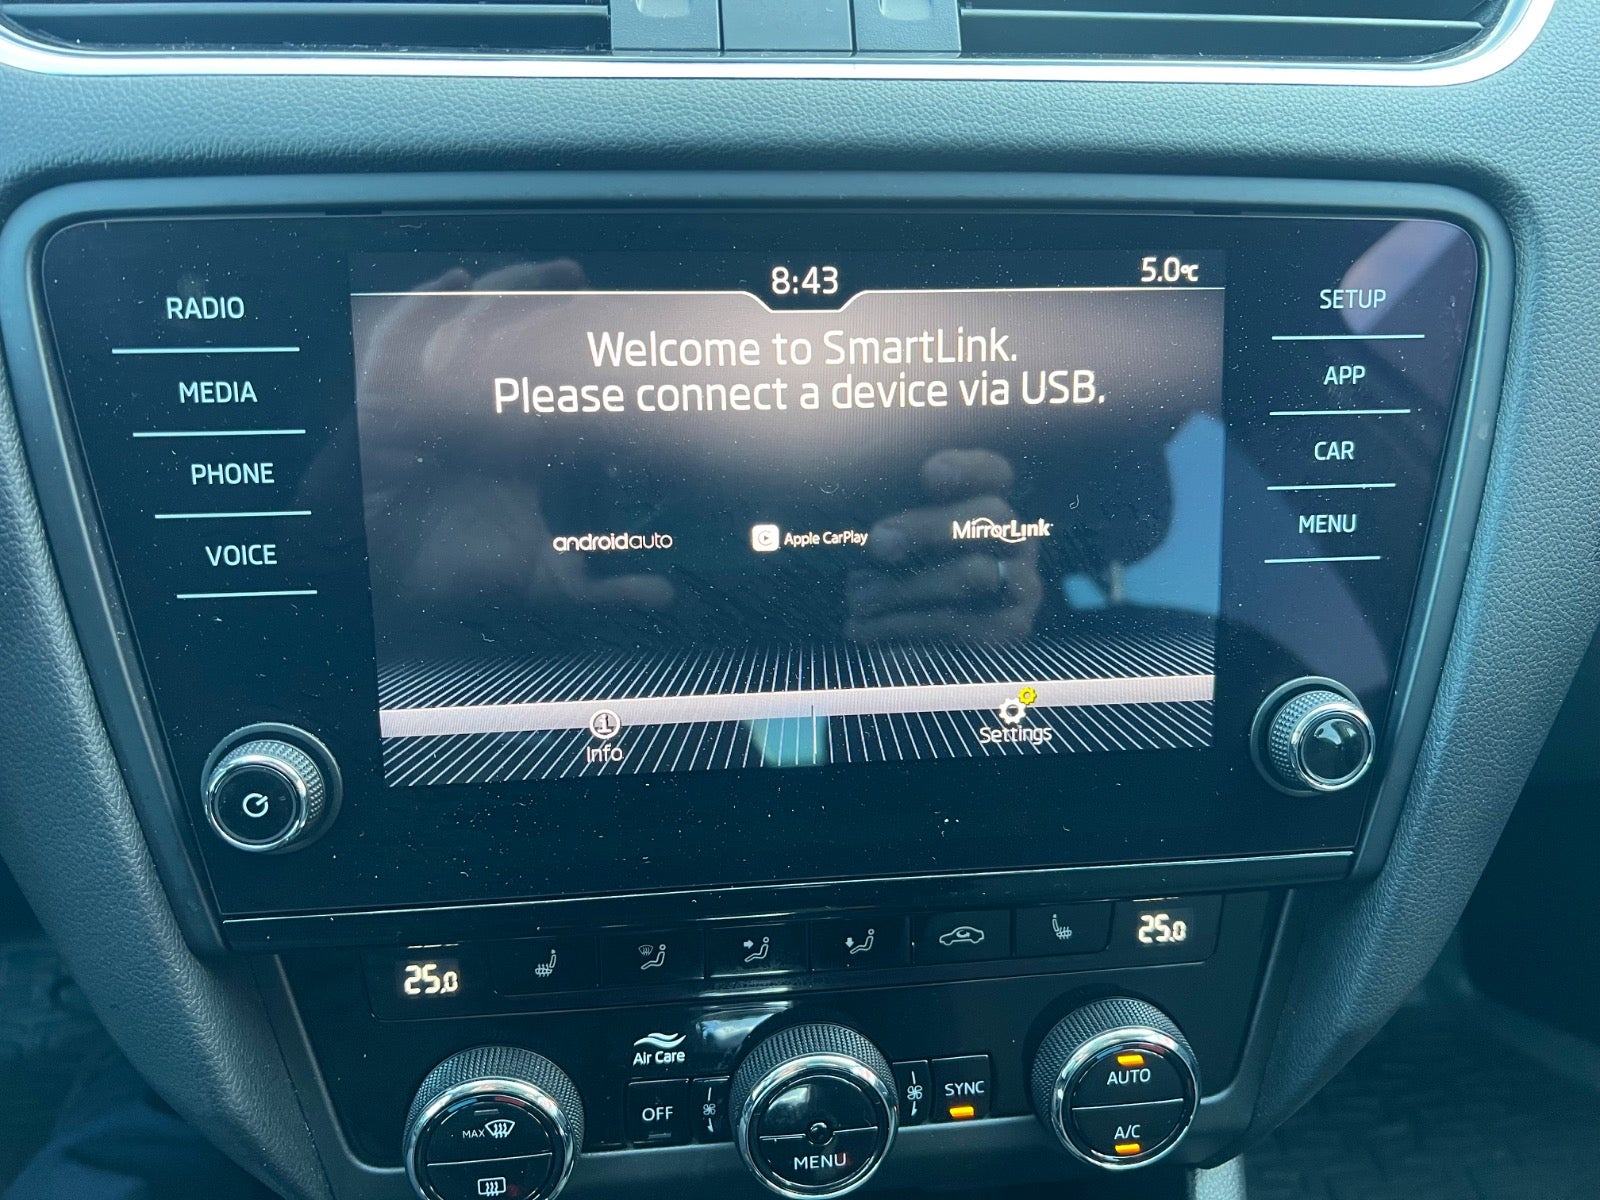 8:43
5.0°C
RADIO
MEDIA
PHONE
VOICE
Welcome to SmartLink.
Please connect a device via USB.
androidauto
Apple CarPlay
MirrorLink
Info
Settings
SETUP
APP
CAR
MENU
25.0
25.0
Air Care
MAX
OFF
MENU
SYNC
AUTO
A/C